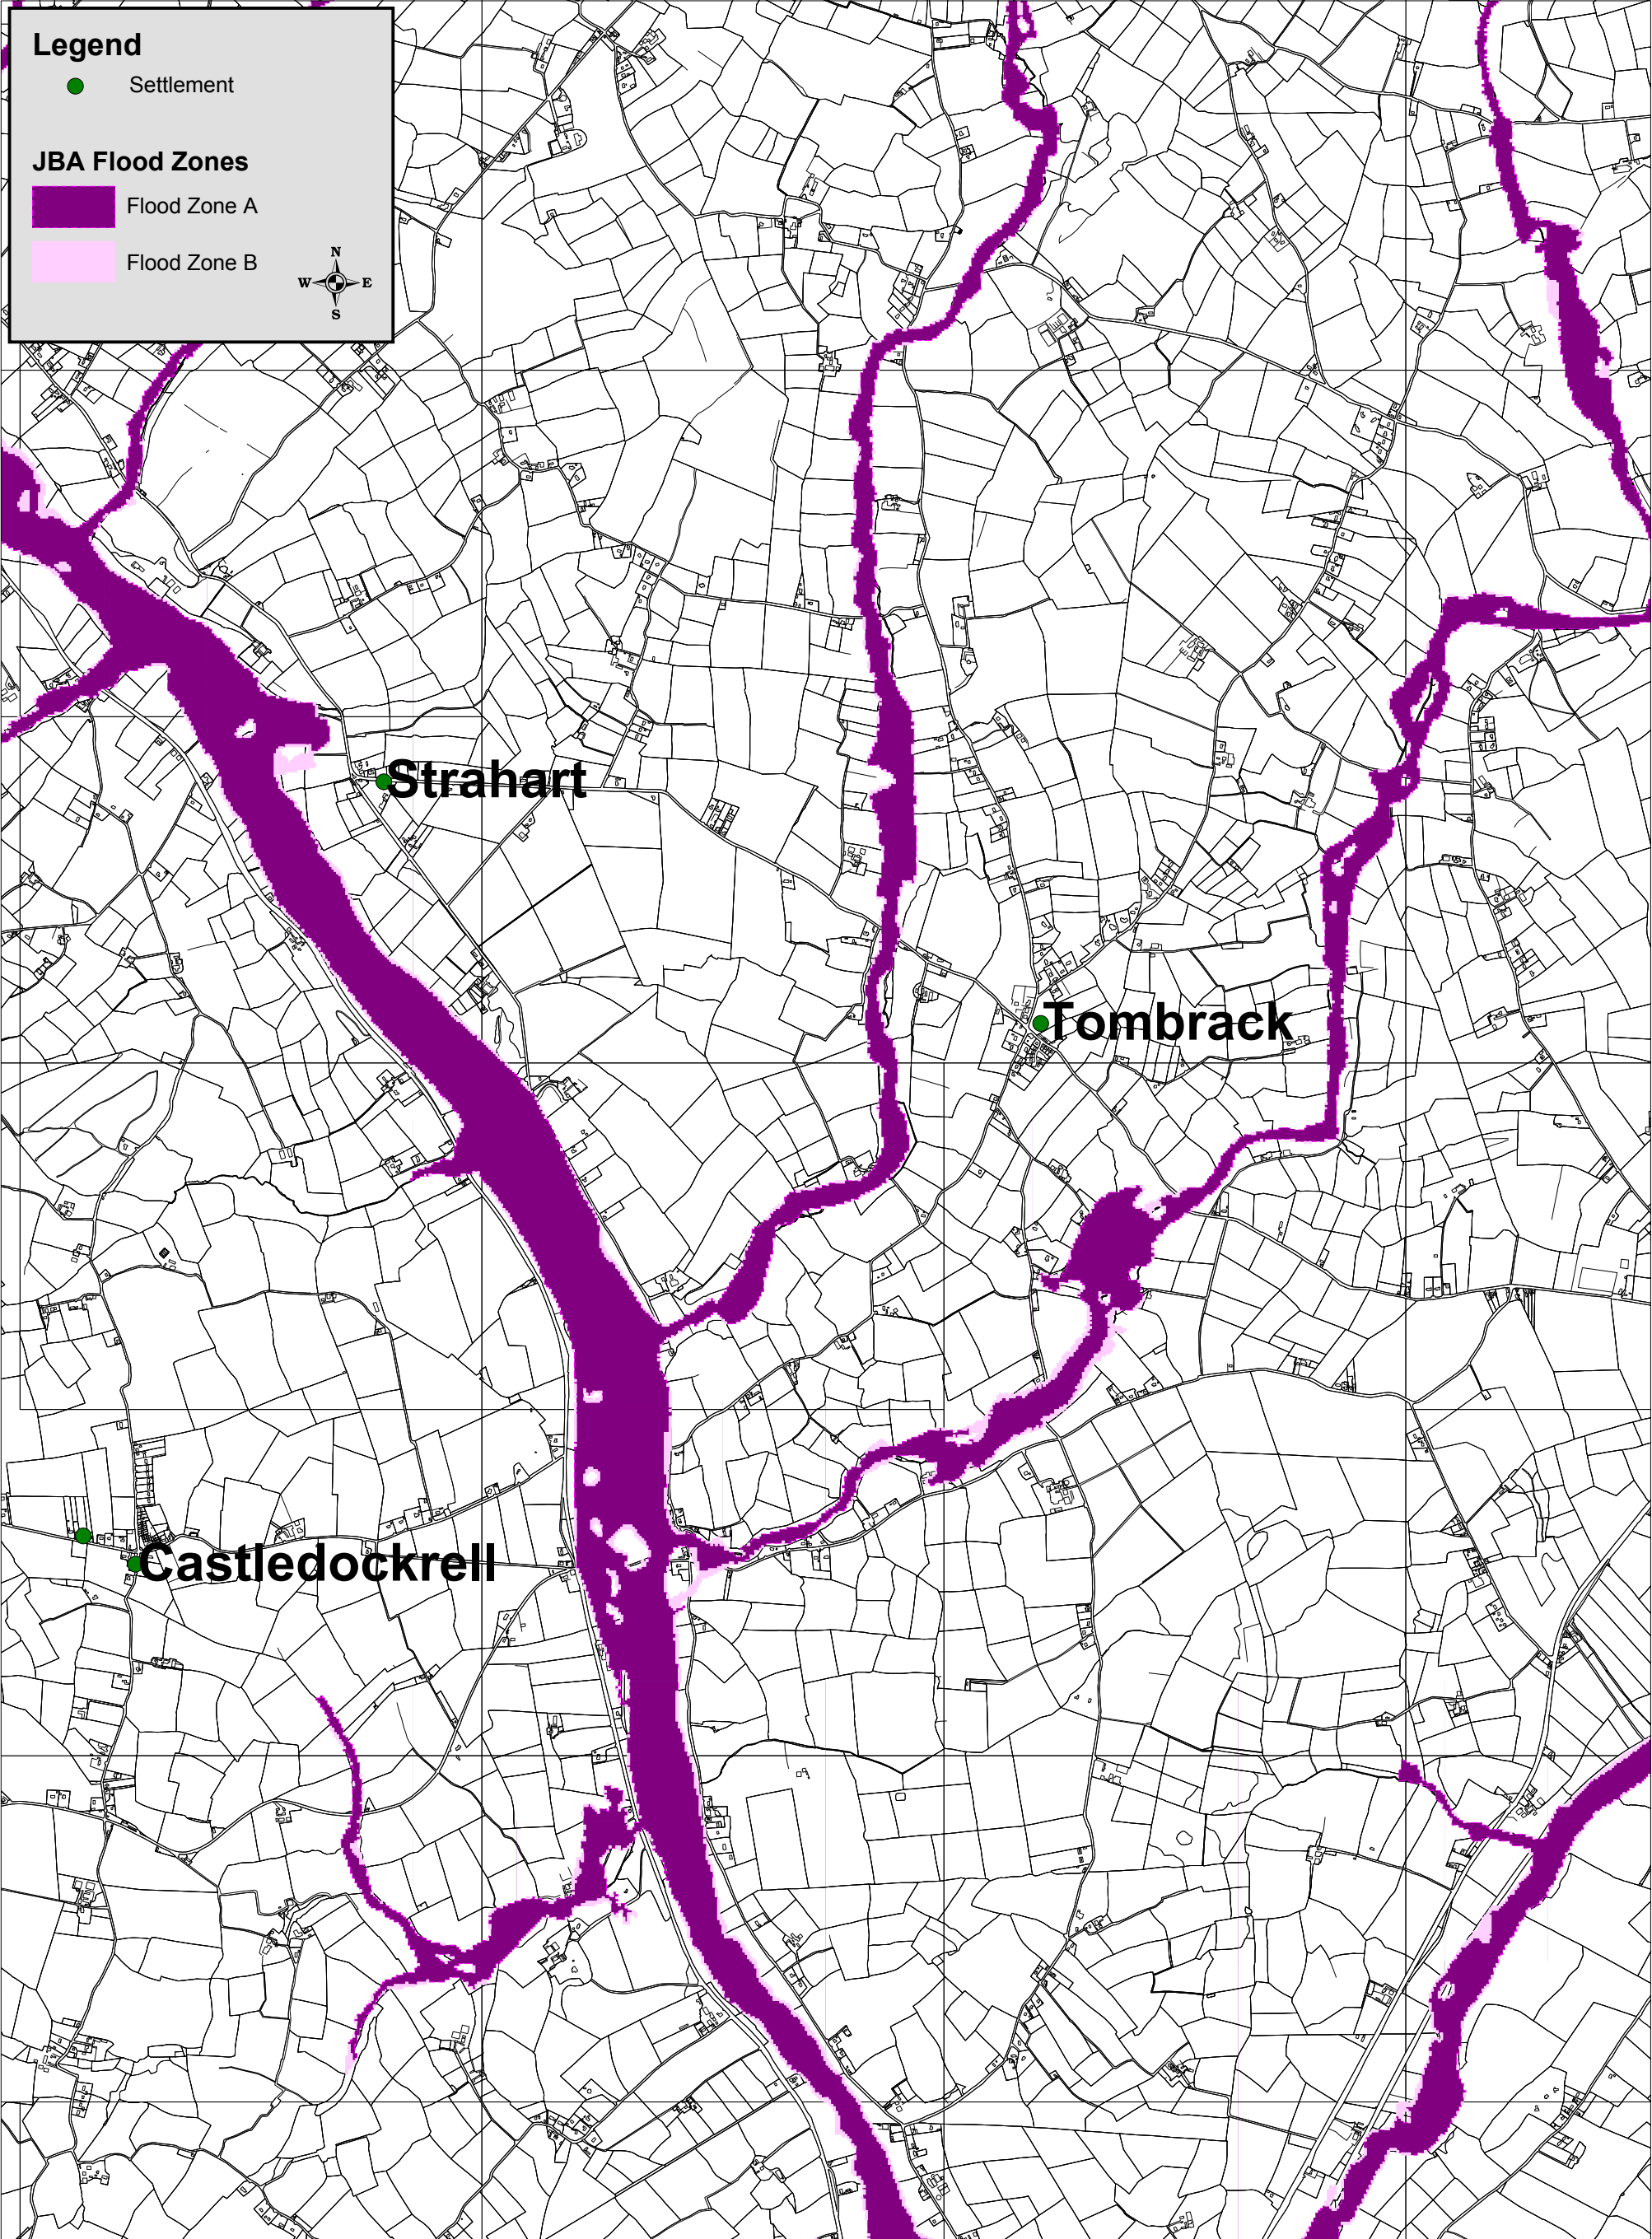 Legend
Settlement
JBA Flood Zones
Flood Zone A
Flood Zone B
N
W E
S
Strahart
Tombrack
Castledockrell